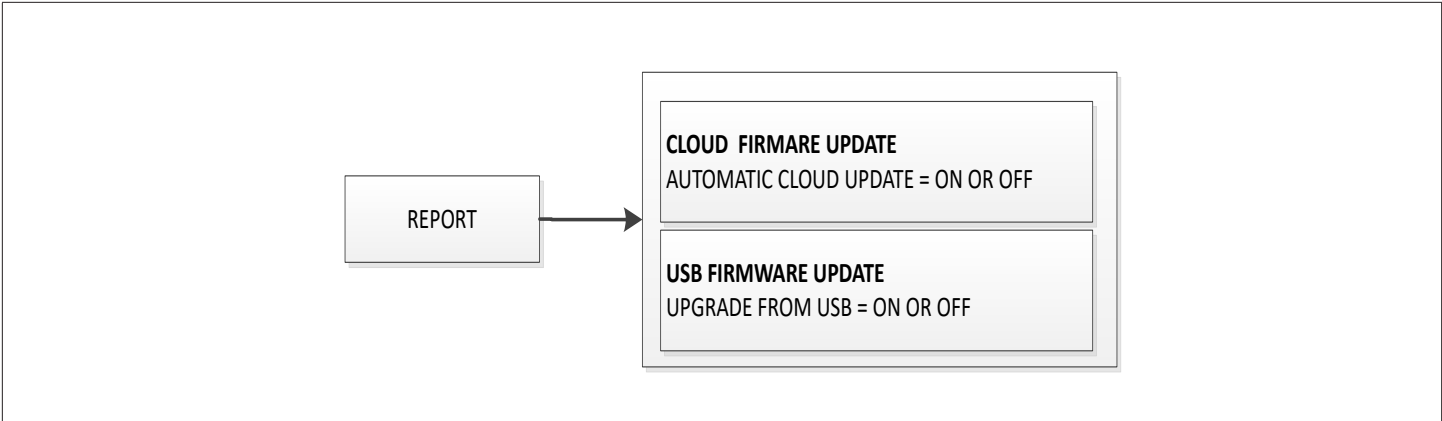 REPORT
CLOUD  FIRMARE UPDATE
AUTOMATIC CLOUD UPDATE = ON OR OFF
USB FIRMWARE UPDATE
UPGRADE FROM USB = ON OR OFF